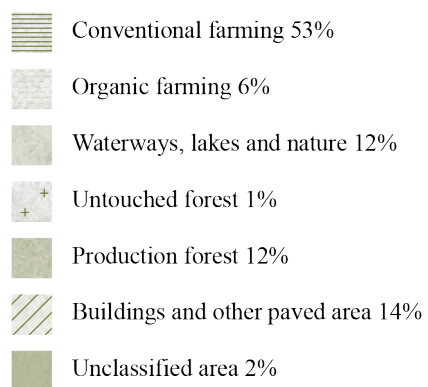 Conventional farming 53%
Organic farming 6%
Waterways, lakes and nature 12%
Untouched forest 1%
Production forest 12%
Buildings and other paved area 14%
Unclassified area 2%